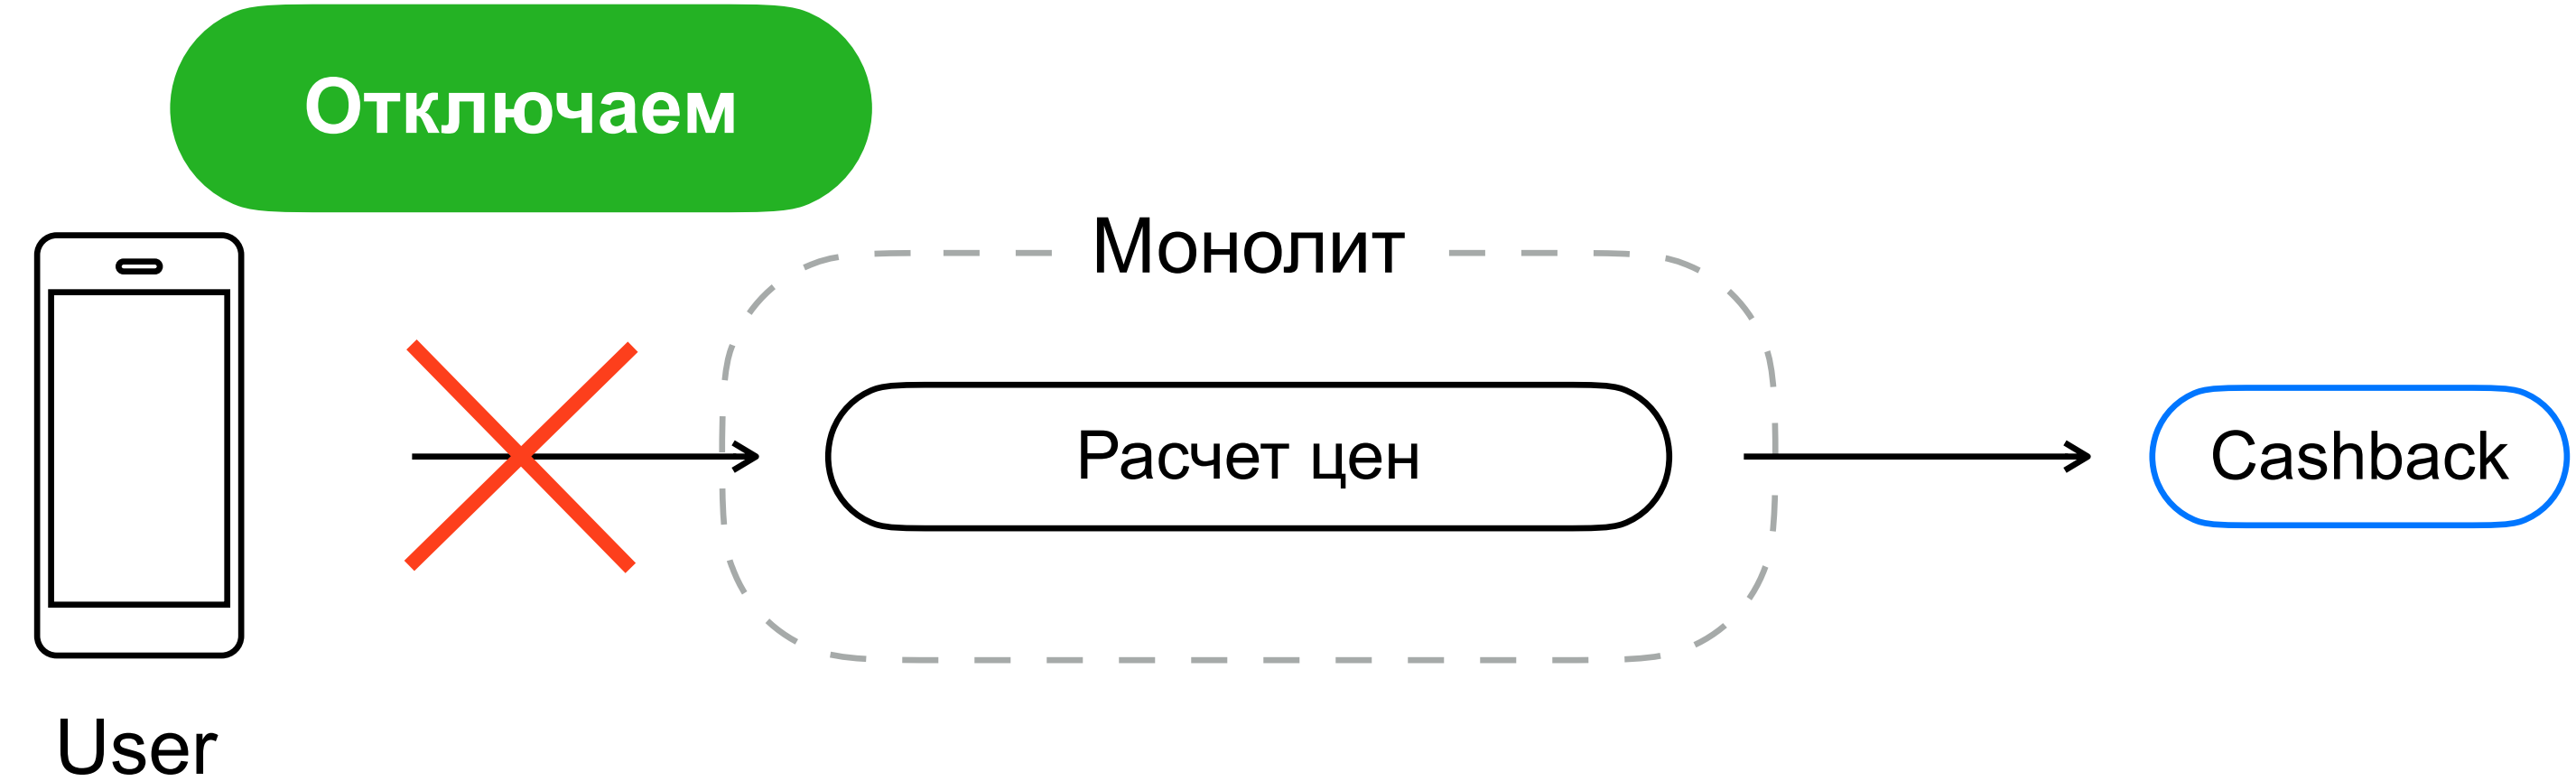 Отключаем
Монолит
Расчет цен
Cashback
User